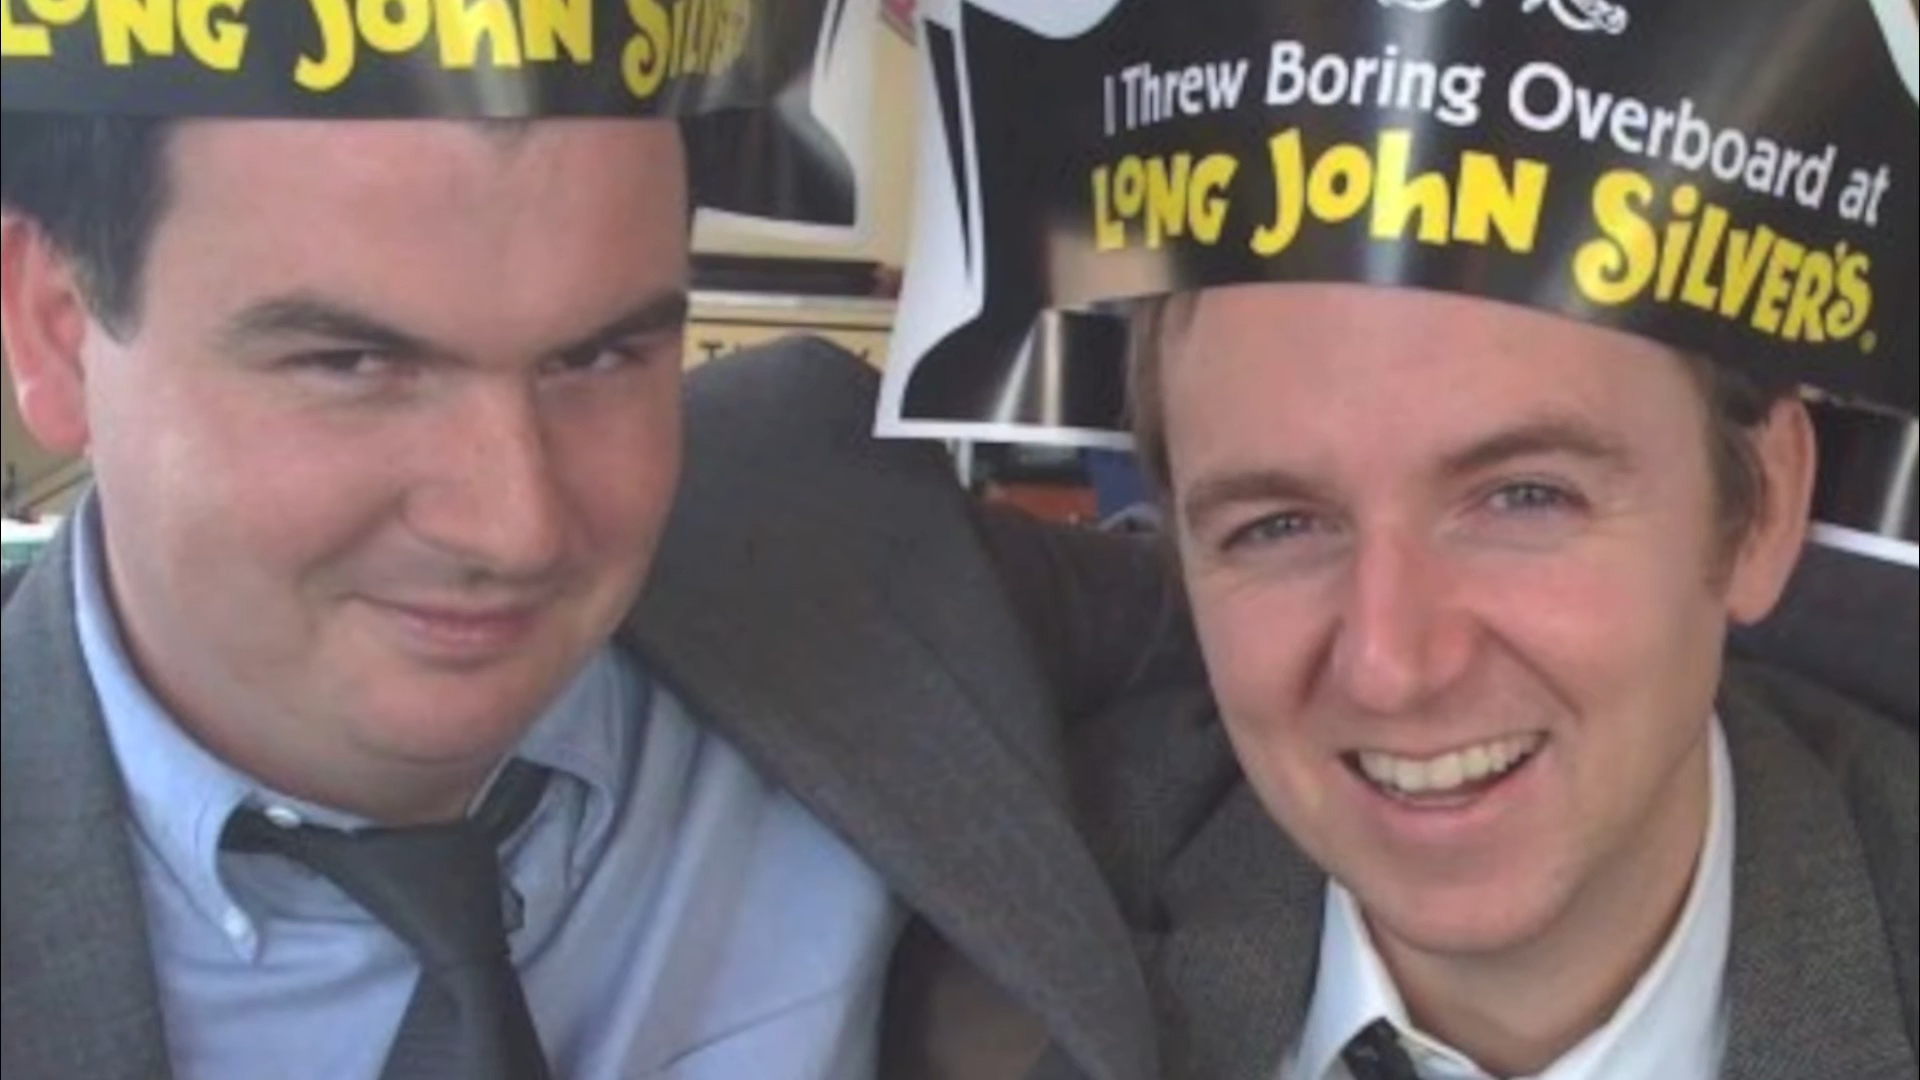 LONG JOHN SILVER
I Threw Boring Overboard at
LONG JOHN SILVER'S